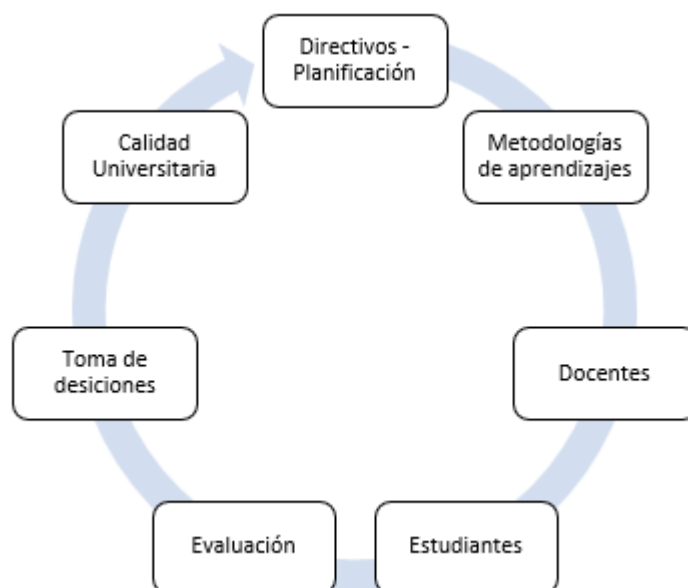 Directivos -
Planificación
Metodologías
de aprendizajes
Docentes
Estudiantes
Evaluación
Toma de
desiciones
Calidad
Universitaria